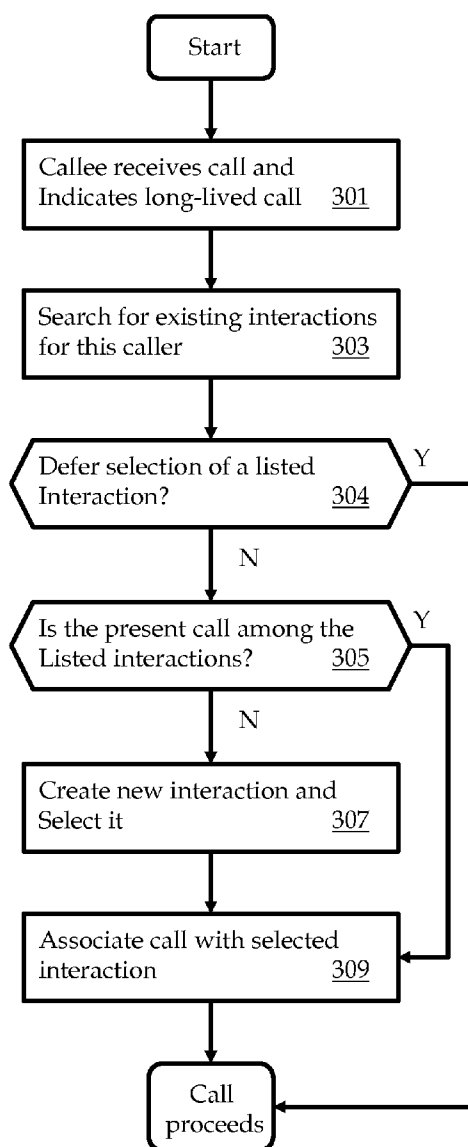 Start
Callee receives call and
Indicates long-lived call 301
Search for existing interactions
for this caller 303
Defer selection of a listed
Interaction? 304
Y
N
Is the present call among the
Listed interactions? 305
Y
N
Create new interaction and
Select it 307
Associate call with selected
interaction 309
Call
proceeds